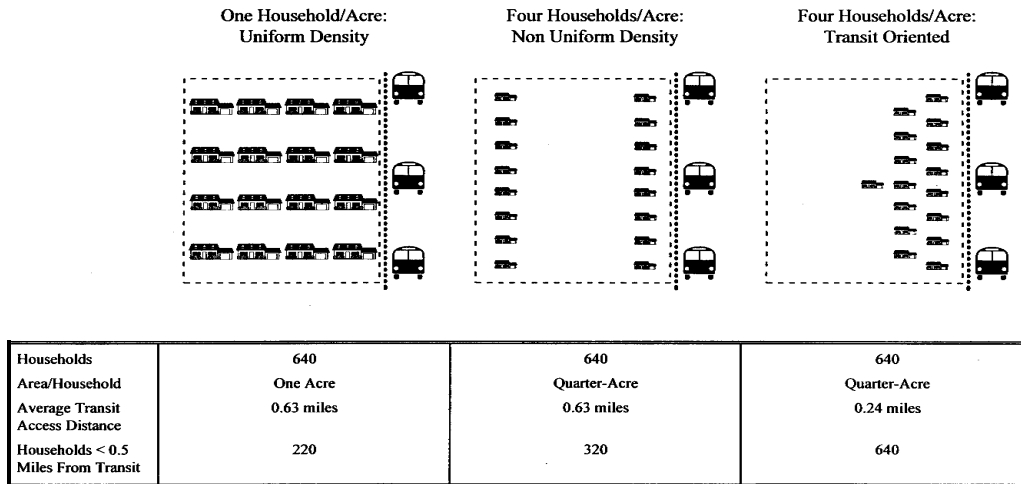 One Household/Acre:
Uniform Density
Four Households/Acre:
Non Uniform Density
Four Households/Acre:
Transit Oriented
Households 640 640 640
Area/Household One Acre Quarter-Acre Quarter-Acre
Average Transit
Access Distance 0.63 miles 0.63 miles 0.24 miles
Households < 0.5
Miles From Transit 220 320 640